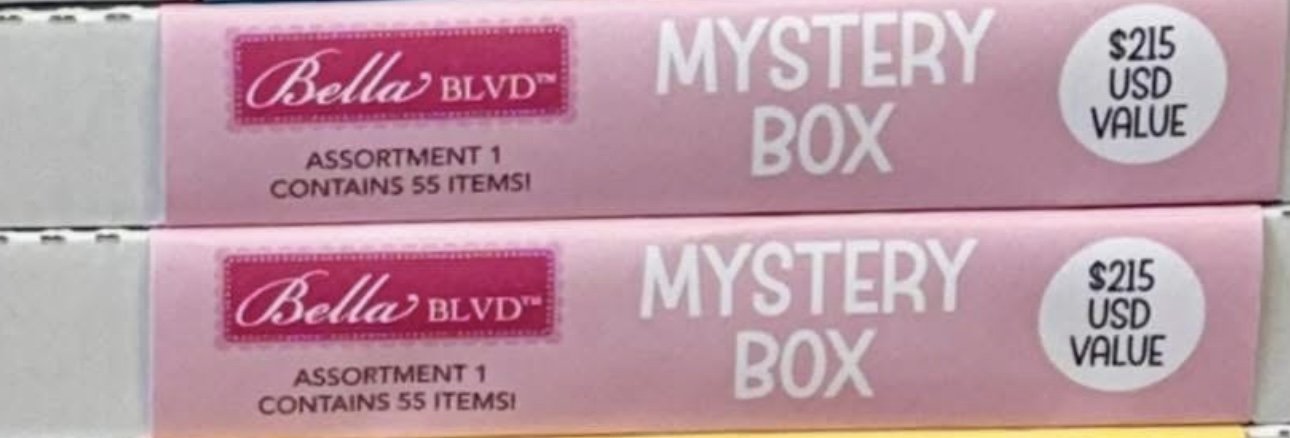 Bella BLVD™
ASSORTMENT 1
CONTAINS 55 ITEMS!
MYSTERY
BOX
$215
USD
VALUE
Bella BLVD™
ASSORTMENT 1
CONTAINS 55 ITEMS!
MYSTERY
BOX
$215
USD
VALUE